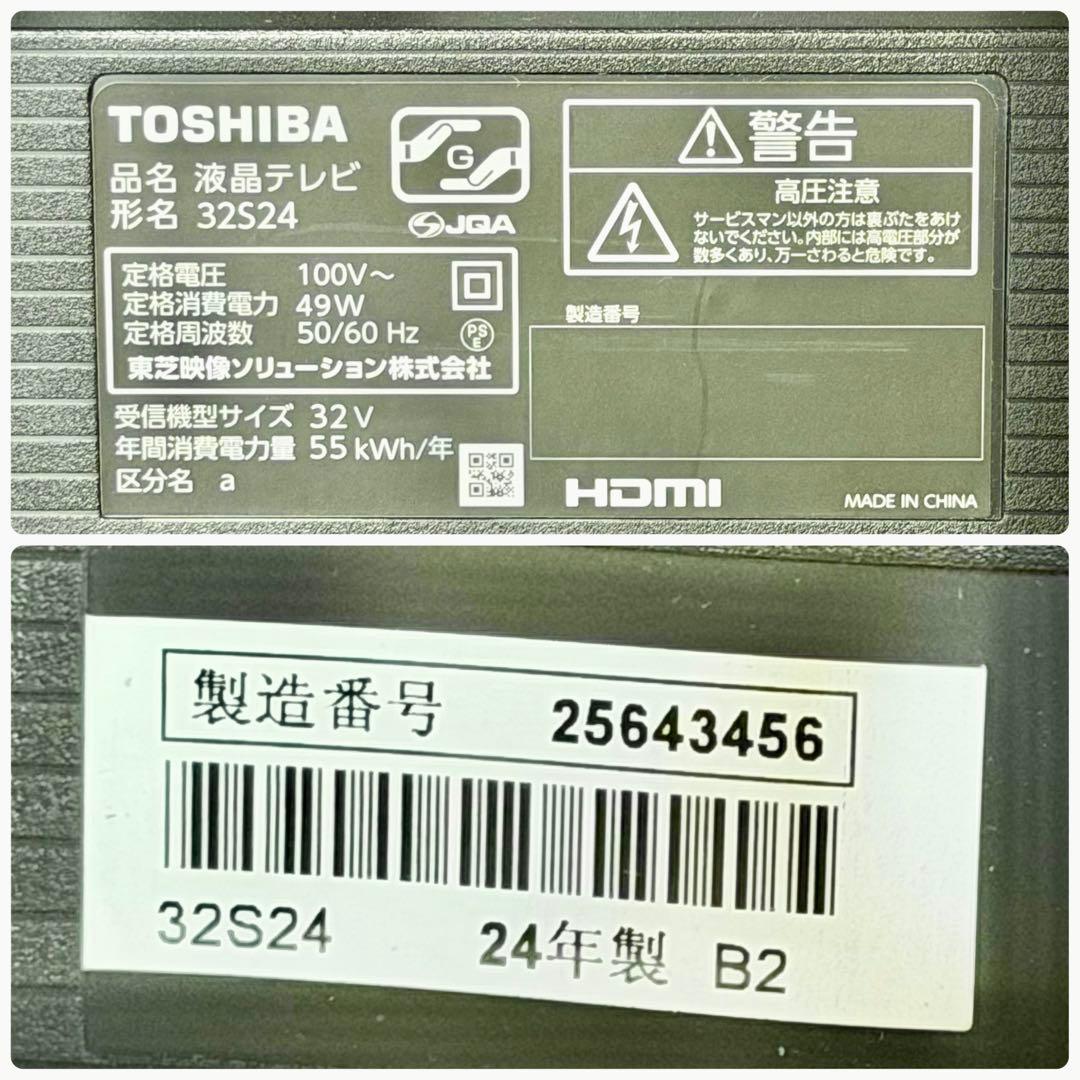 TOSHIBA
品名 液晶テレビ
形名 32S24
G
JQA
定格電圧 100V～
定格消費電力 49W
定格周波数 50/60 Hz
PS
E
東芝映像ソリューション株式会社
受信機型サイズ 32V
年間消費電力量 55kWh/年
区分名 a
警告
高圧注意
サービスマン以外の方は裏ぶたをあけ
ないでください。内部には高電圧部分が
数多くあり、万一さわると危険です。
製造番号
HDMI
MADE IN CHINA
製造番号 25643456
32S24 24年製 B2